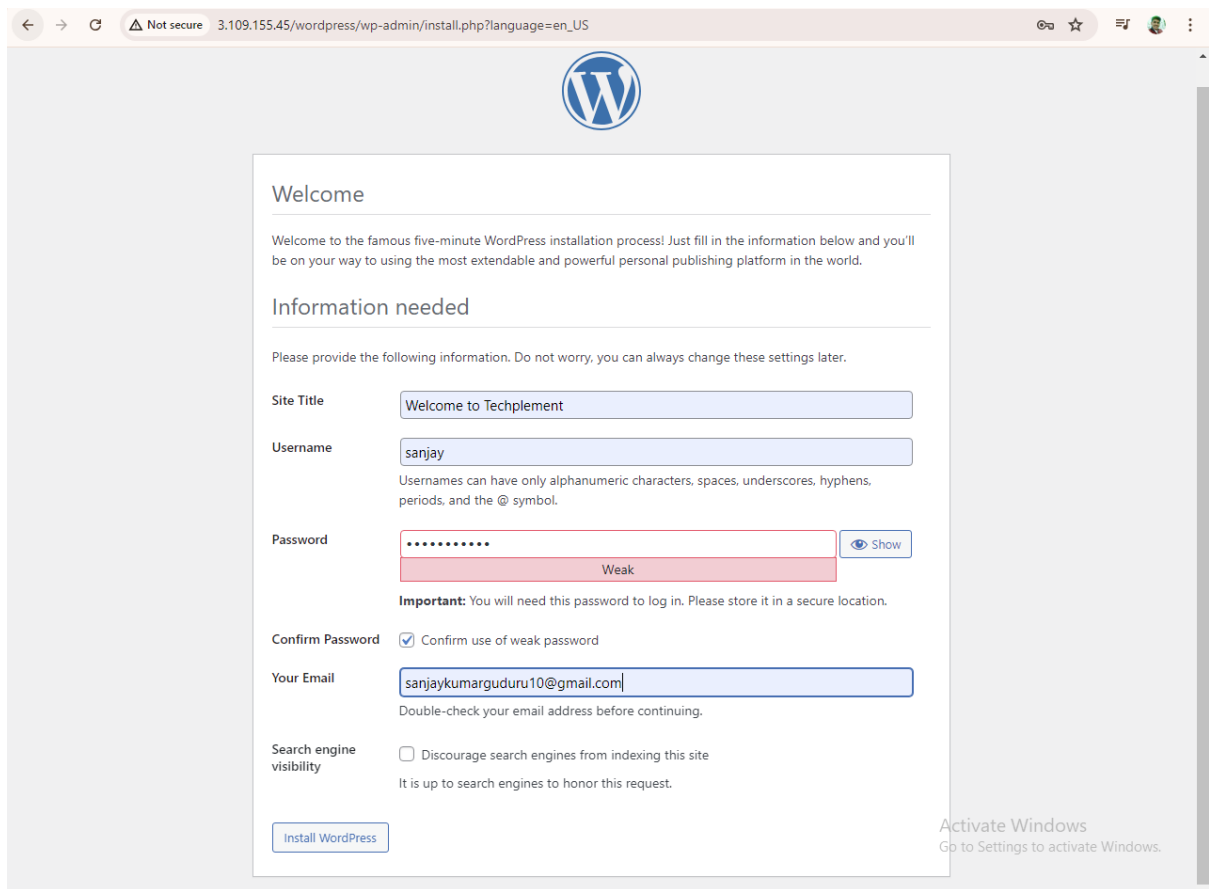 Not secure 3.109.155.45/wordpress/wp-admin/install.php?language=en_US
W
Welcome
Welcome to the famous five-minute WordPress installation process! Just fill in the information below and you'll
be on your way to using the most extendable and powerful personal publishing platform in the world.
Information needed
Please provide the following information. Do not worry, you can always change these settings later.
Site Title
Welcome to Techplement
Username
sanjay
Usernames can have only alphanumeric characters, spaces, underscores, hyphens,
periods, and the @ symbol.
Password
•••••••••••
Show
Weak
Important: You will need this password to log in. Please store it in a secure location.
Confirm Password
Confirm use of weak password
Your Email
sanjaykumarguduru10@gmail.com
Double-check your email address before continuing.
Search engine
visibility
Discourage search engines from indexing this site
It is up to search engines to honor this request.
Install WordPress
Activate Windows
Go to Settings to activate Windows.